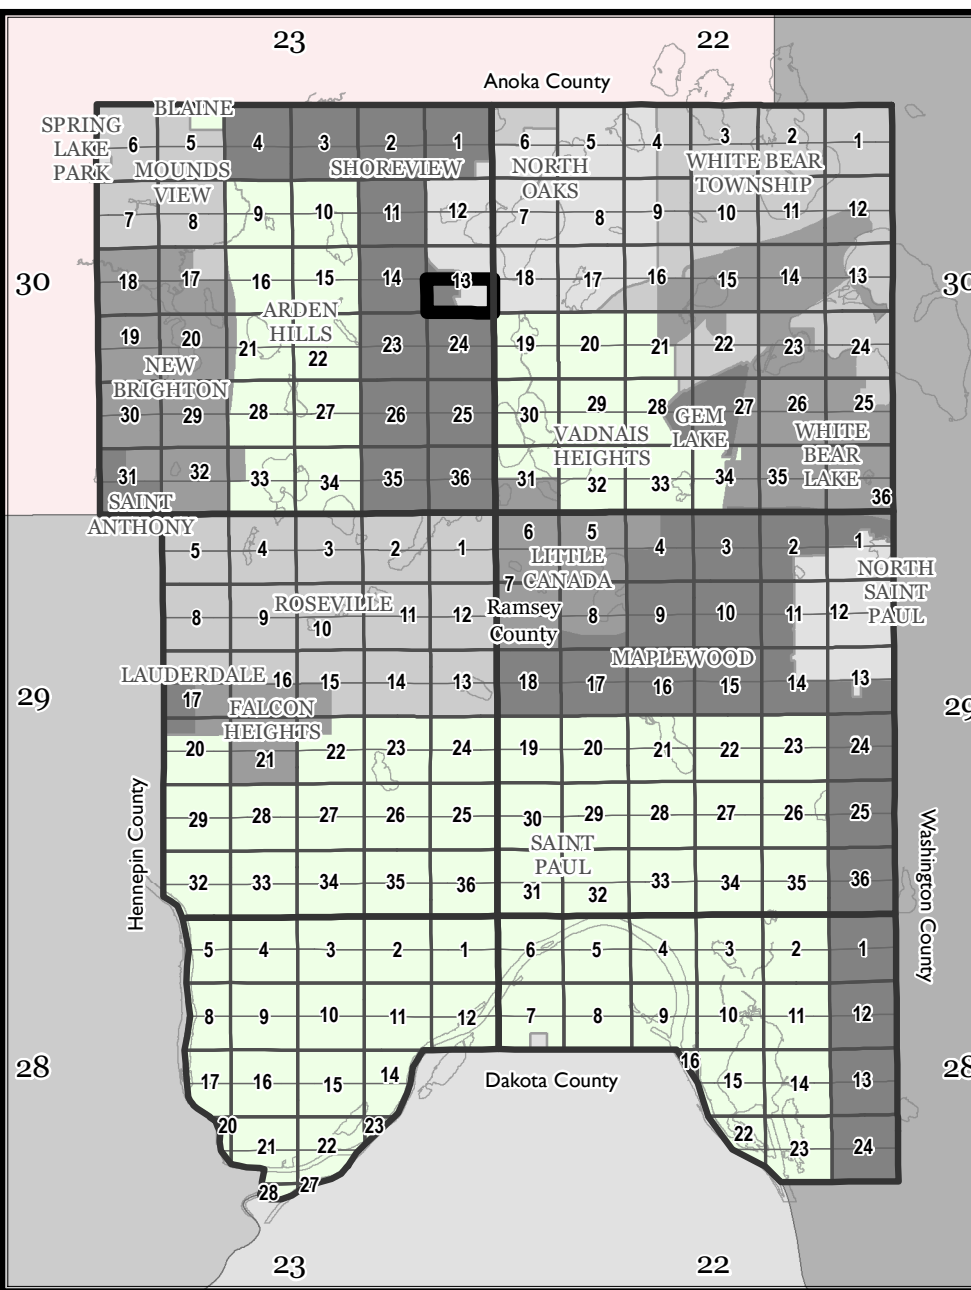 23 22
Anoka County
BLAINE
SPRING
LAKE
PARK
6 5 4 3 2 1 6 5 4 3 2 1
MOUNDS
VIEW
SHOREVIEW
NORTH
OAKS
WHITE BEAR
TOWNSHIP
7 8 9 10 11 12 7 8 9 10 11 12
30 18 17 16 15 14 13 18 17 16 15 14 13 30
ARDEN
HILLS
19 20 21 22 23 24 19 20 21 22 23 24
NEW
BRIGHTON
30 29 28 27 26 25 30 29 28 27 26 25
GEM
LAKE
VADNAIS
HEIGHTS
WHITE
BEAR
LAKE
31 32 33 34 35 36 31 32 33 34 35 36
SAINT
ANTHONY
5 4 3 2 1 6 5 4 3 2 1
LITTLE
CANADA
NORTH
SAINT
PAUL
8 9 10 11 12 7 8 9 10 11 12
ROSEVILLE
Ramsey
County
MAPLEWOOD
LAUDERDALE
29 17 16 15 14 13 18 17 16 15 14 13 29
FALCON
HEIGHTS
20 21 22 23 24 19 20 21 22 23 24
29 28 27 26 25 30 29 28 27 26 25
Hennepin County
Washington County
SAINT
PAUL
32 33 34 35 36 31 32 33 34 35 36
5 4 3 2 1 6 5 4 3 2 1
8 9 10 11 12 7 8 9 10 11 12
28 17 16 15 14 16 15 14 13 28
Dakota County
20 21 22 23 22 23 24
28 27
23 22